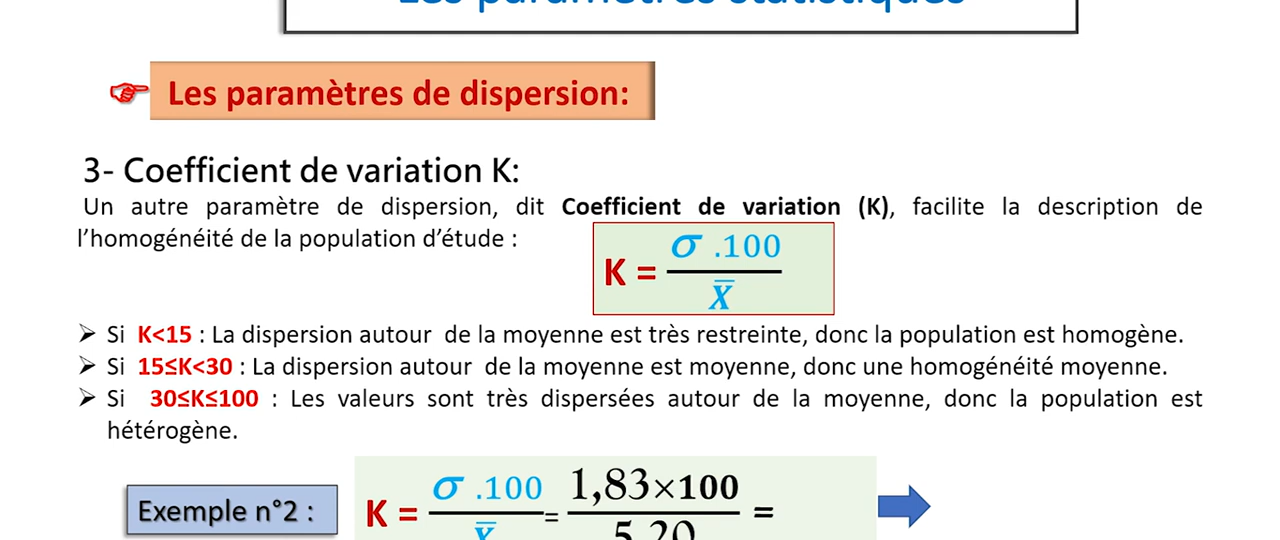 Les paramètres statistiques
Les paramètres de dispersion:
3- Coefficient de variation K:
Un autre paramètre de dispersion, dit Coefficient de variation (K), facilite la description de
l'homogénéité de la population d'étude :
K = σ .100 / X̿
➢ Si K<15 : La dispersion autour de la moyenne est très restreinte, donc la population est homogène.
➢ Si 15≤K<30 : La dispersion autour de la moyenne est moyenne, donc une homogénéité moyenne.
➢ Si 30≤K≤100 : Les valeurs sont très dispersées autour de la moyenne, donc la population est
hétérogène.
Exemple n°2 : K = σ .100 / X̿ = 1,83×100 / 5,20 =